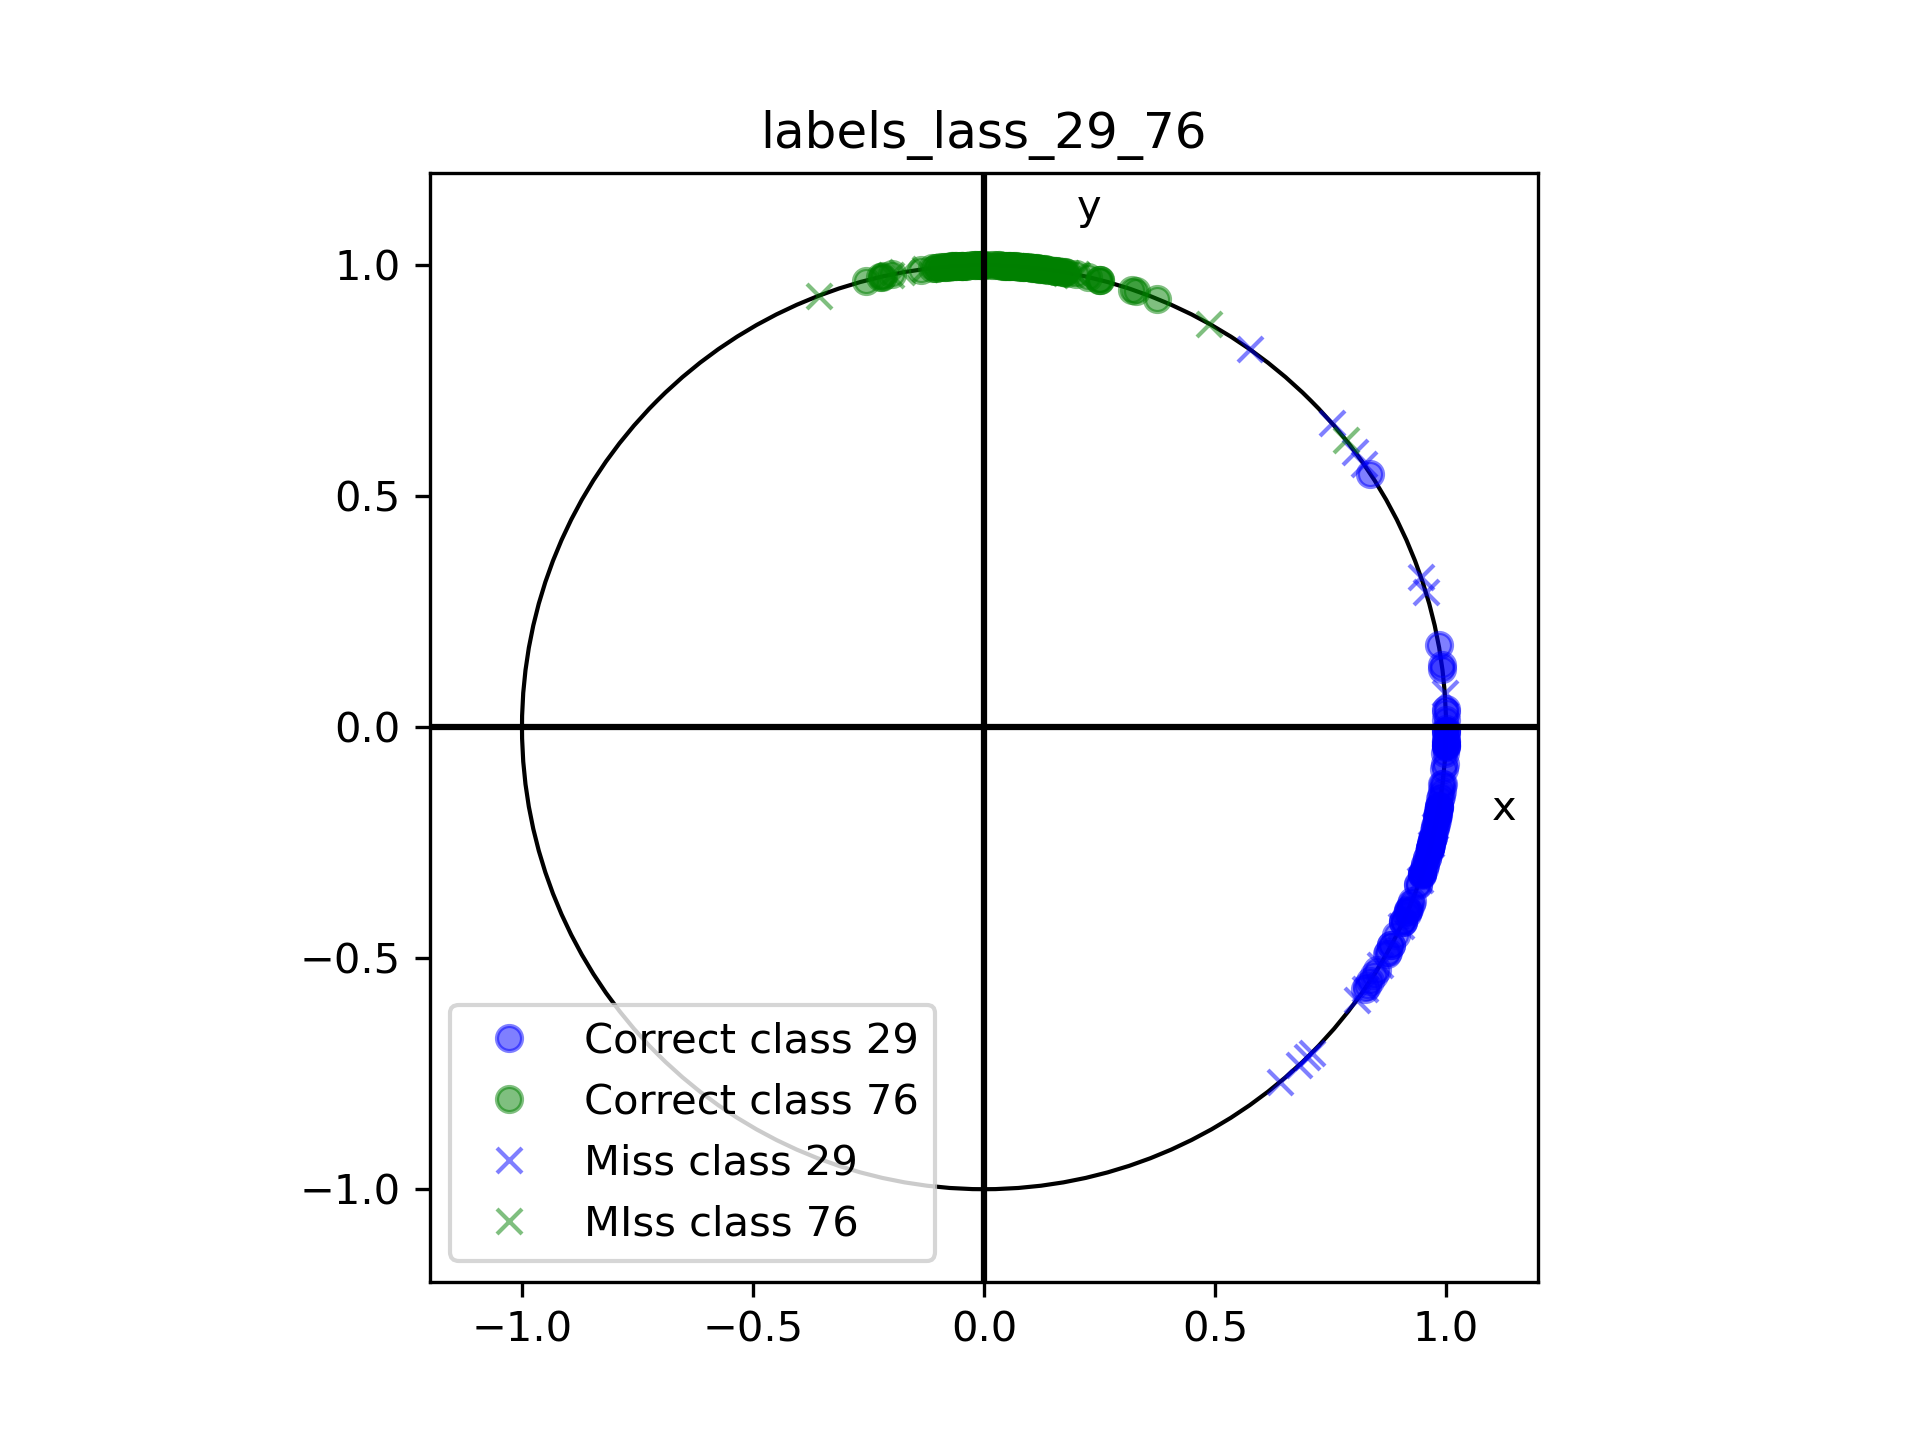 labels_lass_29_76
y
1.0
0.5
0.0
x
−0.5
−1.0
Correct class 29
Correct class 76
Miss class 29
MIss class 76
−1.0 −0.5 0.0 0.5 1.0